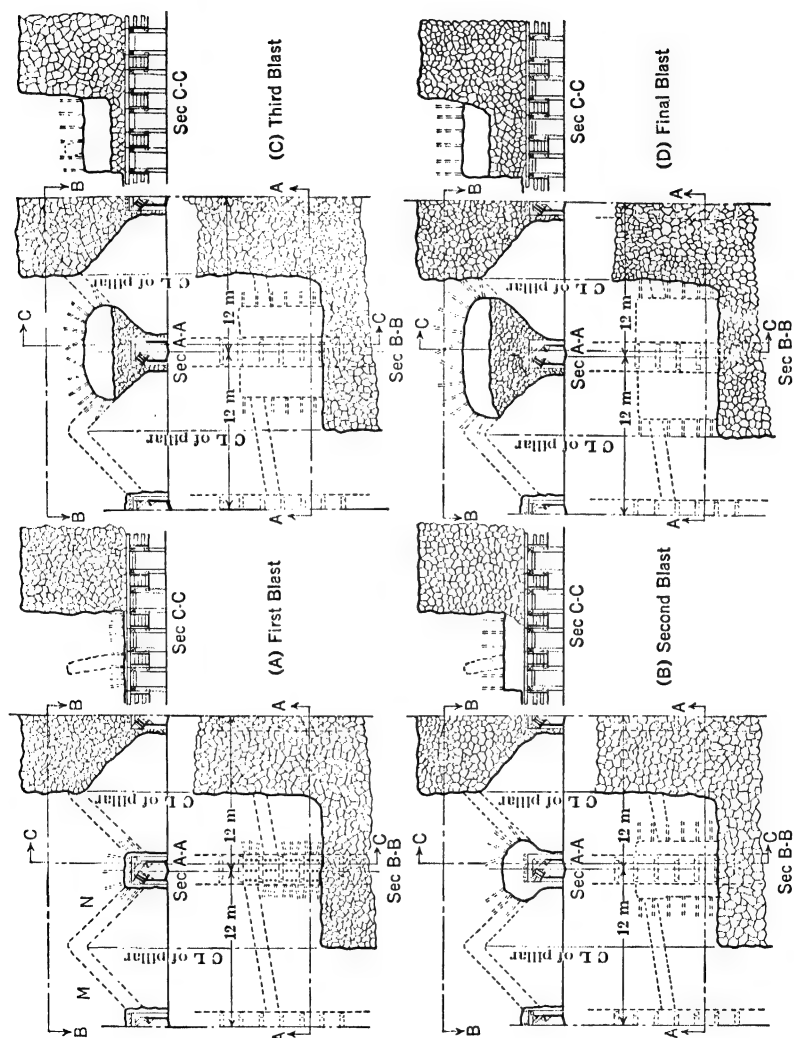 B
B
C
C
M
N
C L of pillar
C L of pillar
Sec A-A
12 m
12 m
A
A
Sec B-B
Sec C-C
(A) First Blast
B
B
C
C
C L of pillar
C L of pillar
Sec A-A
12 m
12 m
A
A
Sec B-B
Sec C-C
(B) Second Blast
B
B
C
C
C L of pillar
C L of pillar
Sec A-A
12 m
12 m
A
A
Sec B-B
Sec C-C
(C) Third Blast
B
B
C
C
C L of pillar
C L of pillar
Sec A-A
12 m
12 m
A
A
Sec B-B
Sec C-C
(D) Final Blast